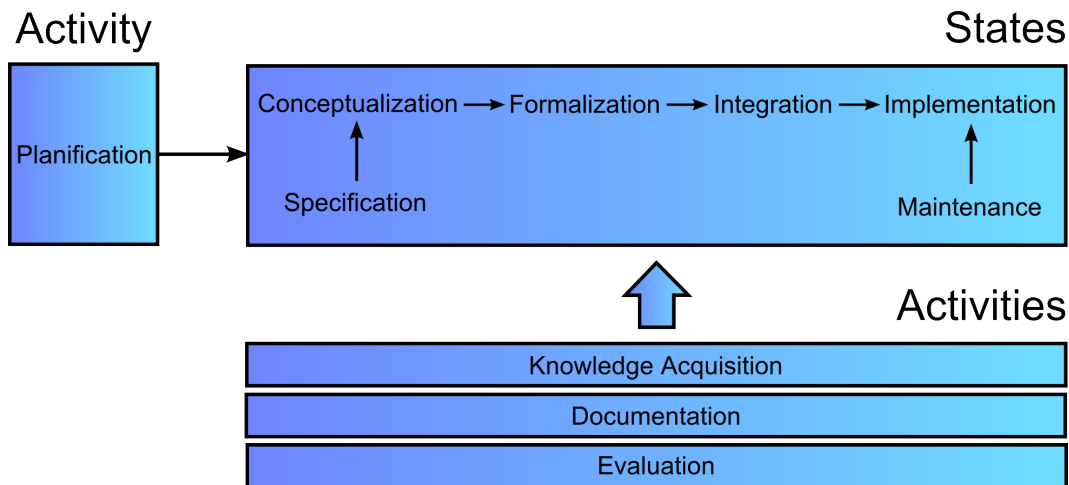 Activity
States
Conceptualization
Formalization
Integration
Implementation
Planification
Specification
Maintenance
Activities
Knowledge Acquisition
Documentation
Evaluation